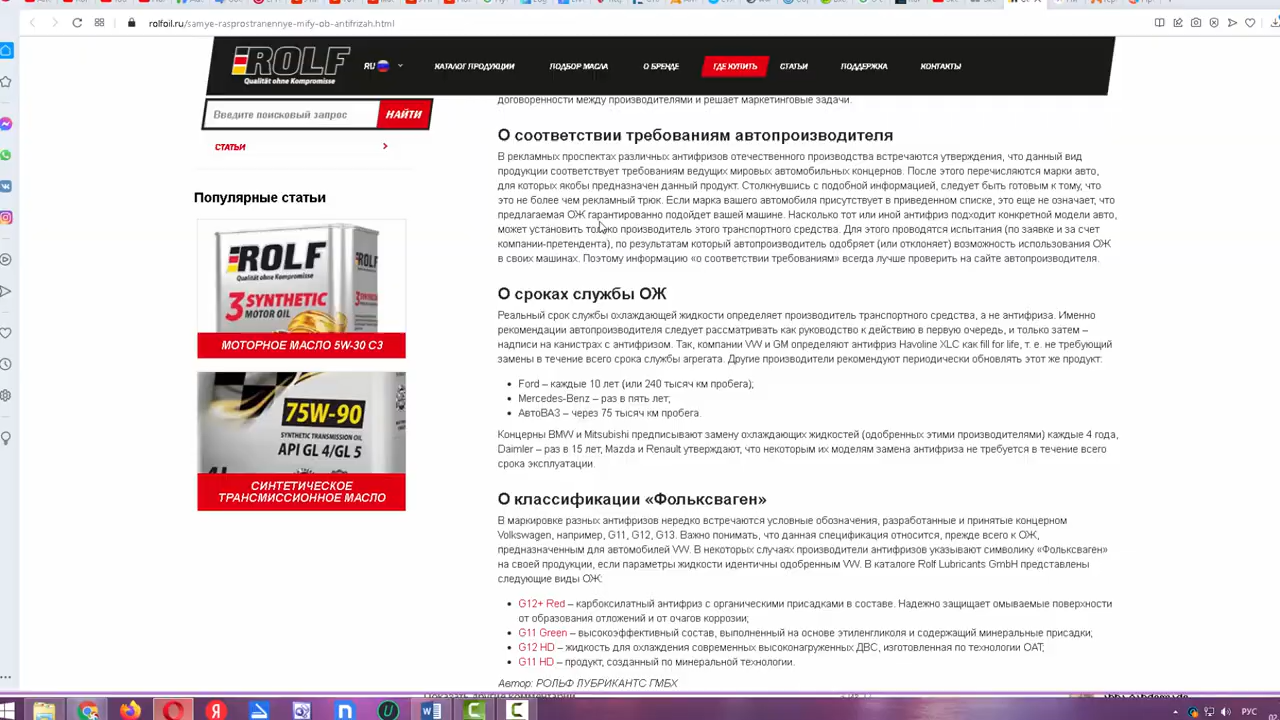 rolfoil.ru/samye-rasprostranennye-mify-ob-antifrizah.html
ROLF
Qualität ohne Kompromisse
RU
КАТАЛОГ ПРОДУКЦИИ
ПОДБОР МАСЛА
О БРЕНДЕ
ГДЕ КУПИТЬ
СТАТЬИ
ПОДДЕРЖКА
КОНТАКТЫ
Введите поисковый запрос
НАЙТИ
СТАТЬИ
Популярные статьи
ROLF
Qualität ohne Kompromisse
3 SYNTHETIC
MOTOR OIL
МОТОРНОЕ МАСЛО 5W-30 C3
75W-90
SYNTHETIC TRANSMISSION OIL
API GL 4/GL 5
СИНТЕТИЧЕСКОЕ
ТРАНСМИССИОННОЕ МАСЛО
договоренности между производителями и решает маркетинговые задачи.
О соответствии требованиям автопроизводителя
В рекламных проспектах различных антифризов отечественного производства встречаются утверждения, что данный вид
продукции соответствует требованиям ведущих мировых автомобильных концернов. После этого перечисляются марки авто,
для которых якобы предназначен данный продукт. Столкнувшись с подобной информацией, следует быть готовым к тому, что
это не более чем рекламный трюк. Если марка вашего автомобиля присутствует в приведенном списке, это еще не означает, что
предлагаемая ОЖ гарантированно подойдет вашей машине. Насколько тот или иной антифриз подходит конкретной модели авто,
может установить только производитель этого транспортного средства. Для этого проводятся испытания (по заявке и за счет
компании-претендента), по результатам который автопроизводитель одобряет (или отклоняет) возможность использования ОЖ
в своих машинах. Поэтому информацию «о соответствии требованиям» всегда лучше проверить на сайте автопроизводителя.
О сроках службы ОЖ
Реальный срок службы охлаждающей жидкости определяет производитель транспортного средства, а не антифриза. Именно
рекомендации автопроизводителя следует рассматривать как руководство к действию в первую очередь, и только затем –
надписи на канистрах с антифризом. Так, компании VW и GM определяют антифриз Havoline XLC как fill for life, т. е. не требующий
замены в течение всего срока службы агрегата. Другие производители рекомендуют периодически обновлять этот же продукт:
• Ford – каждые 10 лет (или 240 тысяч км пробега);
• Mercedes-Benz – раз в пять лет;
• АвтоВАЗ – через 75 тысяч км пробега.
Концерны BMW и Mitsubishi предписывают замену охлаждающих жидкостей (одобренных этими производителями) каждые 4 года,
Daimler – раз в 15 лет, Mazda и Renault утверждают, что некоторым их моделям замена антифриза не требуется в течение всего
срока эксплуатации.
О классификации «Фольксваген»
В маркировке разных антифризов нередко встречаются условные обозначения, разработанные и принятые концерном
Volkswagen, например, G11, G12, G13. Важно понимать, что данная спецификация относится, прежде всего к ОЖ,
предназначенным для автомобилей VW. В некоторых случаях производители антифризов указывают символику «Фольксваген»
на своей продукции, если параметры жидкости идентичны одобренным VW. В каталоге Rolf Lubricants GmbH представлены
следующие виды ОЖ:
• G12+ Red – карбоксилатный антифриз с органическими присадками в составе. Надежно защищает омываемые поверхности
от образования отложений и от очагов коррозии;
• G11 Green – высокоэффективный состав, выполненный на основе этиленгликоля и содержащий минеральные присадки;
• G12 HD – жидкость для охлаждения современных высоконагруженных ДВС, изготовленная по технологии ОАТ;
• G11 HD – продукт, созданный по минеральной технологии.
Автор: РОЛЬФ ЛУБРИКАНТС ГМБХ
РУС